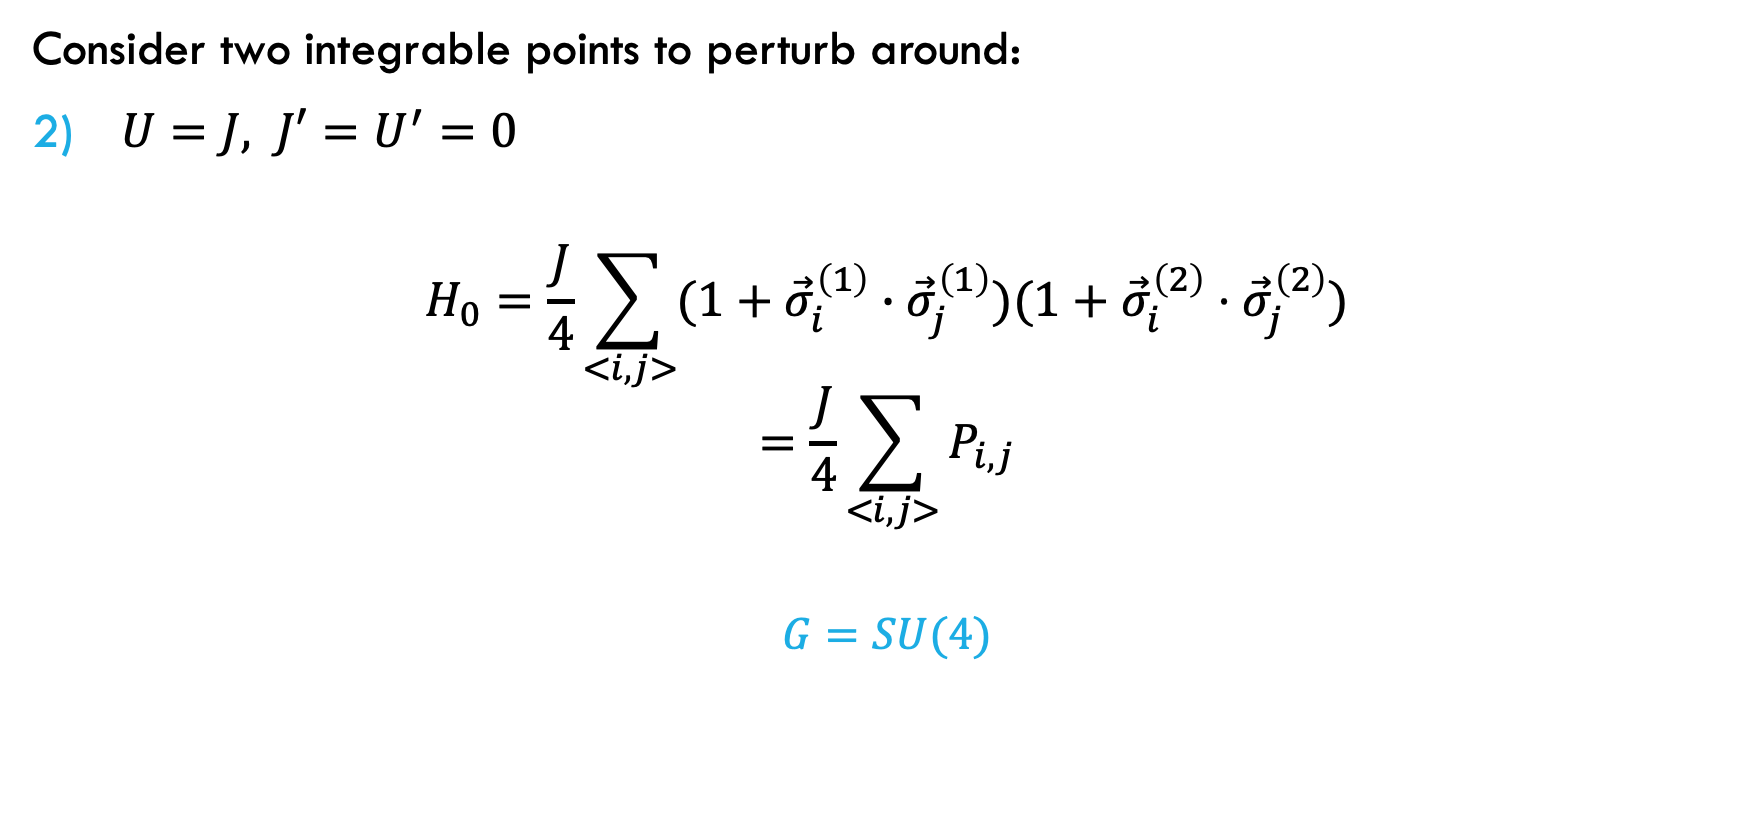 Consider two integrable points to perturb around:
2) U = J, J′ = U′ = 0
H₀ = J/4 ∑_{<i,j>} (1 + σ⃗_i^{(1)} · σ⃗_j^{(1)})(1 + σ⃗_i^{(2)} · σ⃗_j^{(2)})
= J/4 ∑_{<i,j>} P_{i,j}
G = SU(4)